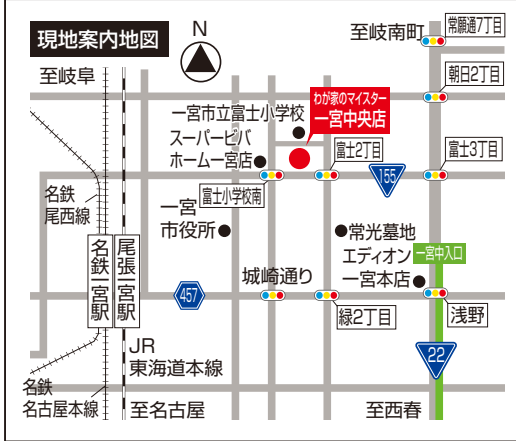 現地案内地図
N
至岐南町
常願通7丁目
至岐阜
朝日2丁目
一宮市立富士小学校
わが家のマイスター
一宮中央店
スーパービバ
ホーム一宮店
富士2丁目
富士3丁目
155
名鉄
尾西線
富士小学校南
一宮
市役所
常光墓地
エディオン
一宮本店
一宮中入口
名鉄一宮駅
尾張一宮駅
457
城崎通り
緑2丁目
浅野
JR
東海道本線
22
名鉄
名古屋本線
至名古屋
至西春